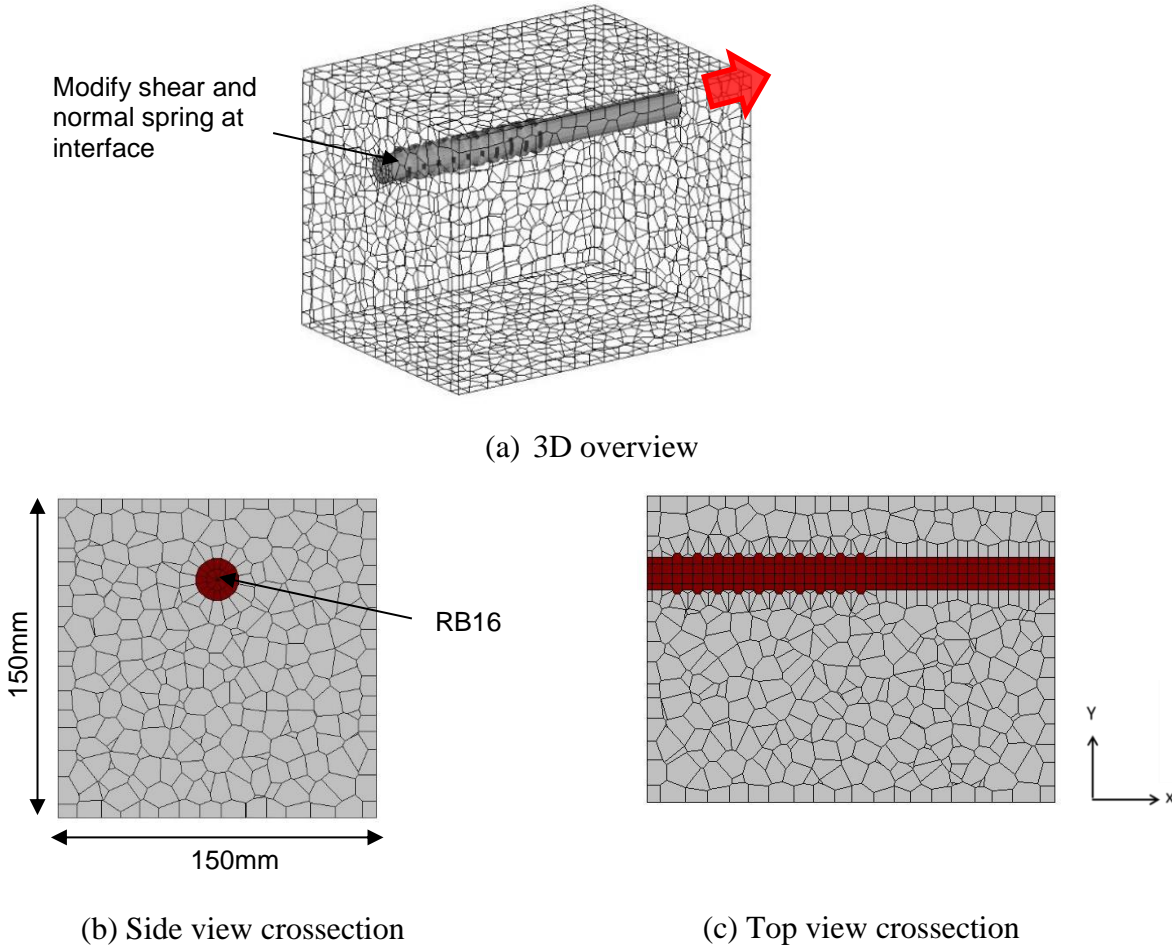 Modify shear and
normal spring at
interface
(a) 3D overview
150mm
RB16
150mm
Y
x
(b) Side view crossection
(c) Top view crossection